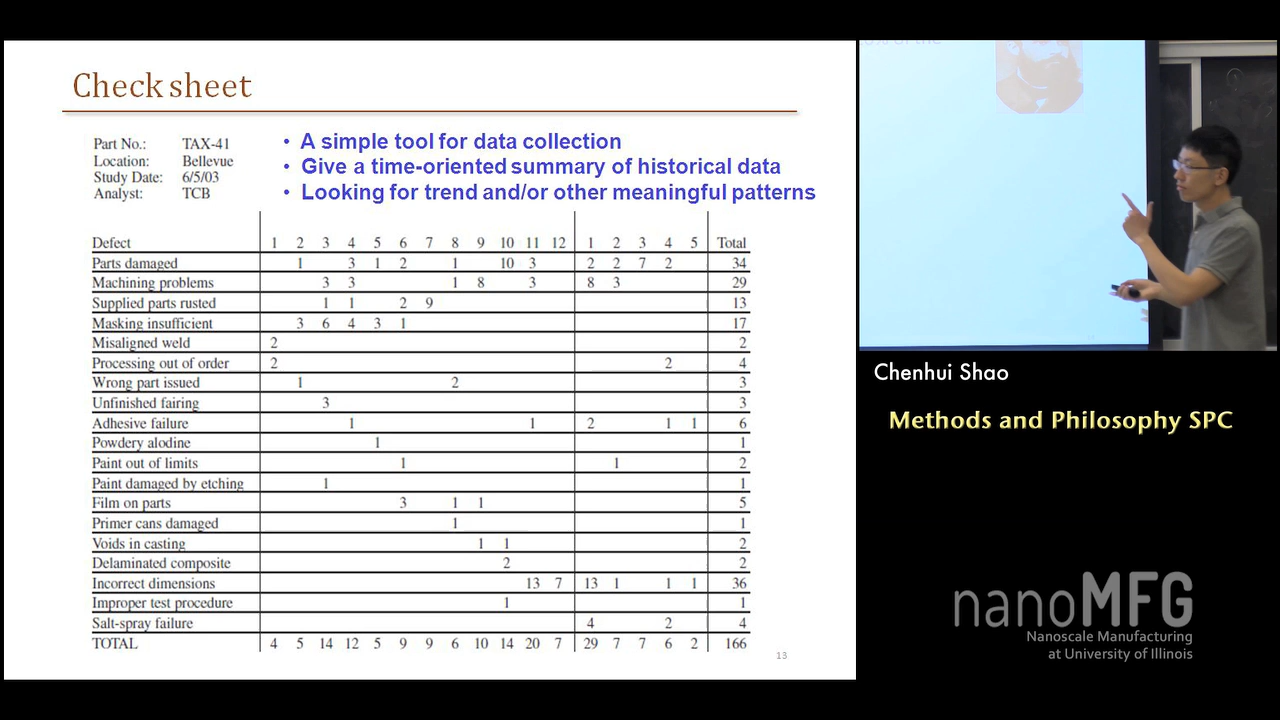 Check sheet
Part No.: TAX-41
Location: Bellevue
Study Date: 6/5/03
Analyst: TCB
• A simple tool for data collection
• Give a time-oriented summary of historical data
• Looking for trend and/or other meaningful patterns
Defect 1 2 3 4 5 6 7 8 9 10 11 12 1 2 3 4 5 Total
Parts damaged 1 3 1 2 1 10 3 2 2 7 2 34
Machining problems 3 3 1 8 3 8 3 29
Supplied parts rusted 1 1 2 9 13
Masking insufficient 3 6 4 3 1 17
Misaligned weld 2 2
Processing out of order 2 2 4
Wrong part issued 1 2 3
Unfinished fairing 3 3
Adhesive failure 1 1 2 1 1 6
Powdery alodine 1 1
Paint out of limits 1 1 2
Paint damaged by etching 1 1
Film on parts 3 1 1 5
Primer cans damaged 1 1
Voids in casting 1 1 2
Delaminated composite 2 2
Incorrect dimensions 13 7 13 1 1 1 36
Improper test procedure 1 1
Salt-spray failure 4 2 4
TOTAL 4 5 14 12 5 9 9 6 10 14 20 7 29 7 7 6 2 166
13
of the
Chenhui Shao
Methods and Philosophy SPC
nanoMFG
Nanoscale Manufacturing
at University of Illinois